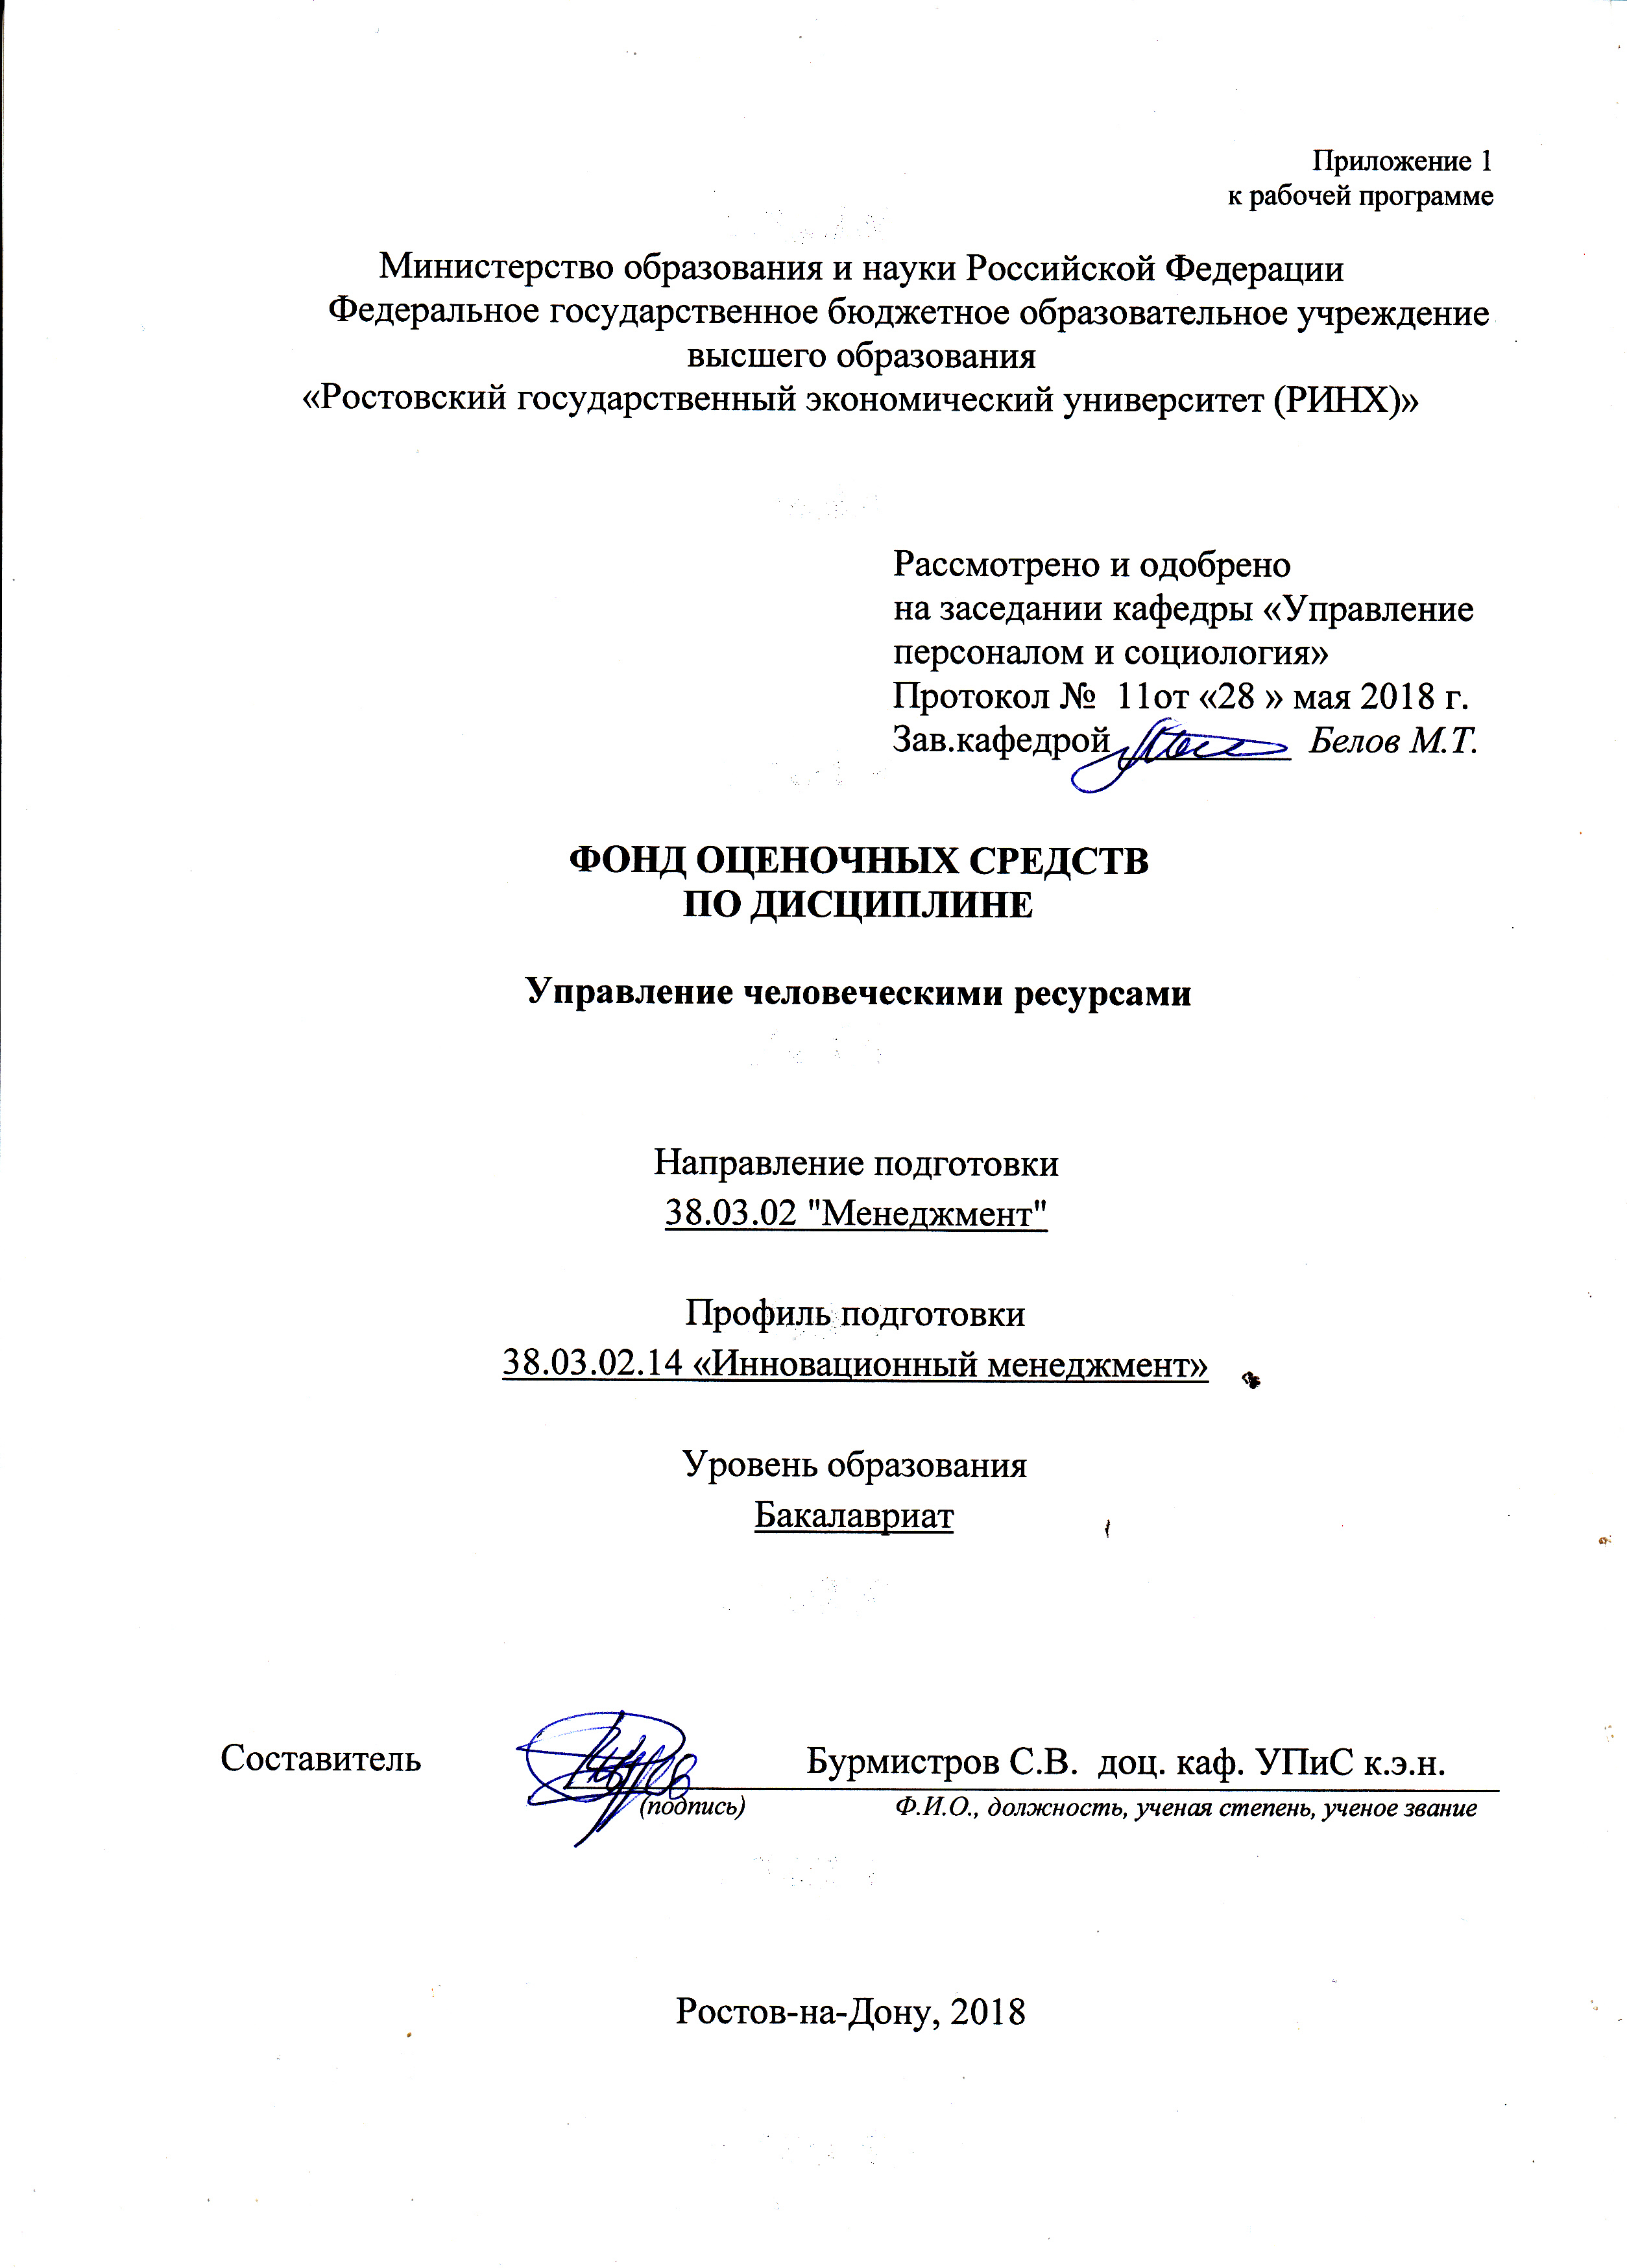 Приложение 1
к рабочей программе
Министерство образования и науки Российской Федерации
Федеральное государственное бюджетное образовательное учреждение
высшего образования
«Ростовский государственный экономический университет (РИНХ)»
Рассмотрено и одобрено
на заседании кафедры «Управление
персоналом и социология»
Протокол № 11от «28 » мая 2018 г.
Зав.кафедрой Белов М.Т.
ФОНД ОЦЕНОЧНЫХ СРЕДСТВ
ПО ДИСЦИПЛИНЕ
Управление человеческими ресурсами
Направление подготовки
38.03.02 "Менеджмент"
Профиль подготовки
38.03.02.14 «Инновационный менеджмент»
Уровень образования
Бакалавриат
Составитель Бурмистров С.В. доц. каф. УПиС к.э.н.
(подпись) Ф.И.О., должность, ученая степень, ученое звание
Ростов-на-Дону, 2018